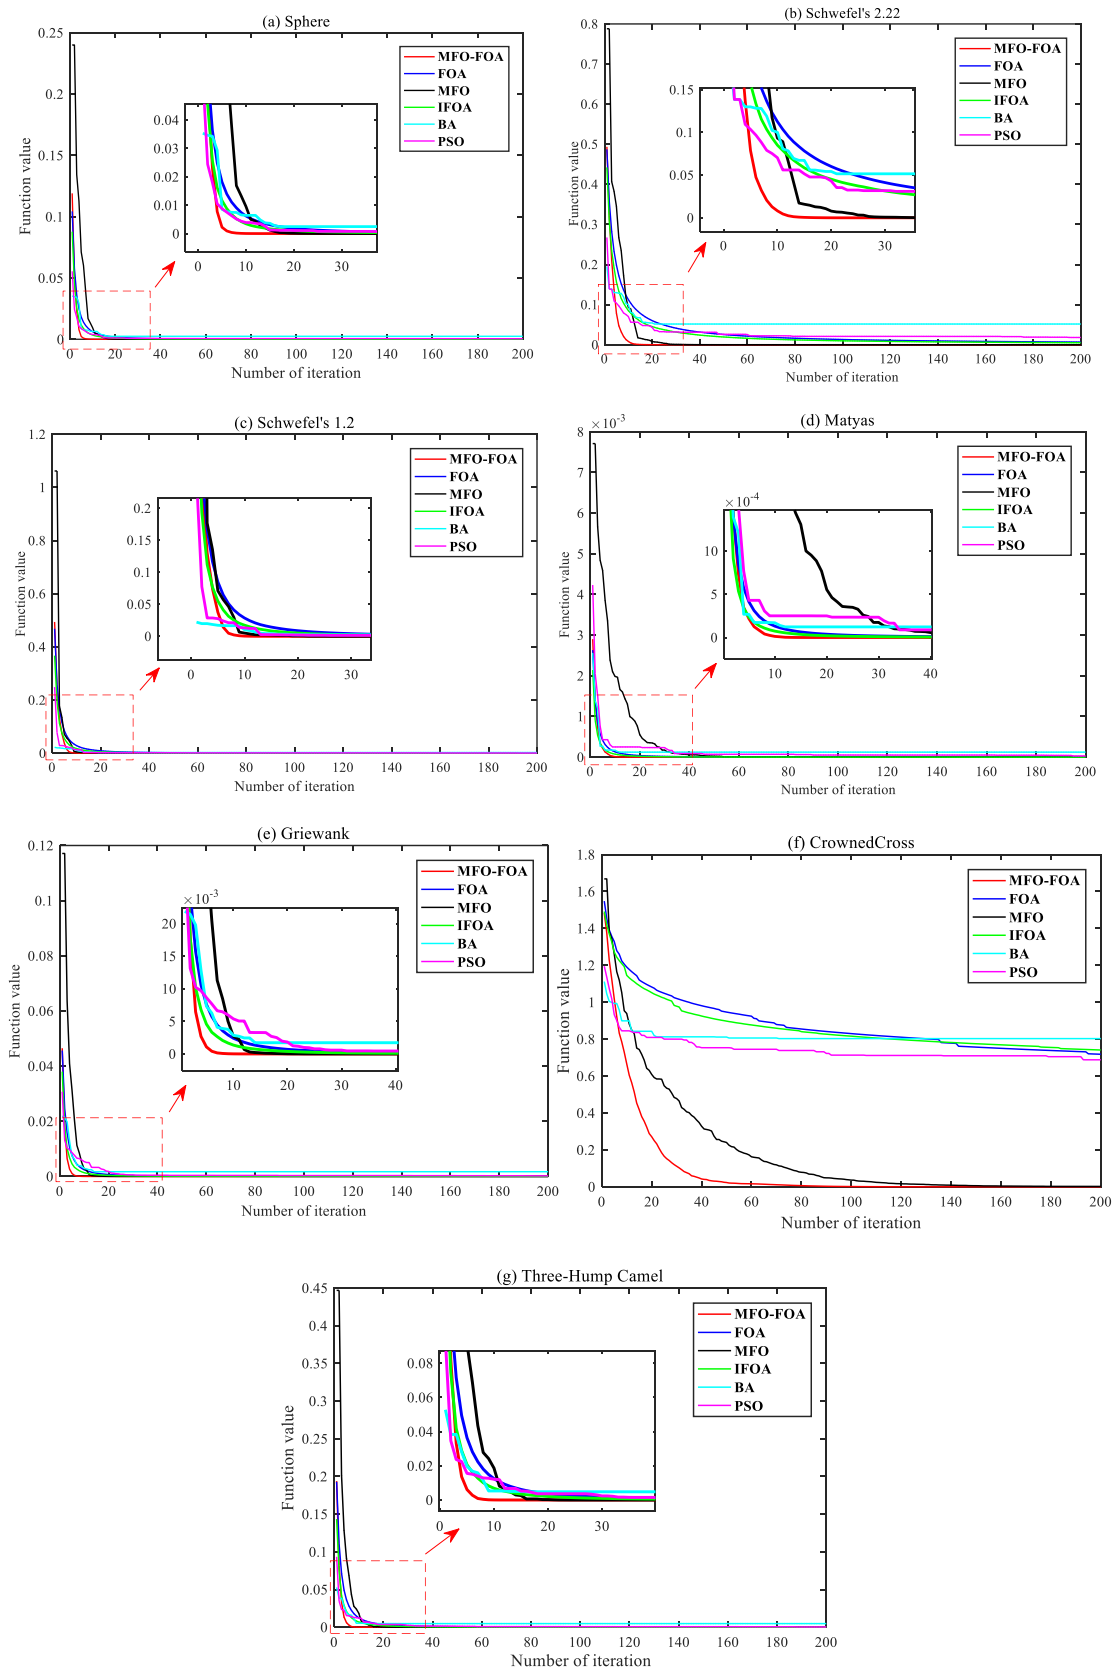 (a) Sphere
0.25
0.2
0.15
0.1
0.05
0
0 20 40 60 80 100 120 140 160 180 200
Function value
Number of iteration
MFO-FOA
FOA
MFO
IFOA
BA
PSO
0.04
0.03
0.02
0.01
0
0 10 20 30
(b) Schwefel's 2.22
0.8
0.7
0.6
0.5
0.4
0.3
0.2
0.1
0
0 20 40 60 80 100 120 140 160 180 200
Function value
Number of iteration
MFO-FOA
FOA
MFO
IFOA
BA
PSO
0.15
0.1
0.05
0
0 10 20 30
(c) Schwefel's 1.2
1.2
1
0.8
0.6
0.4
0.2
0
0 20 40 60 80 100 120 140 160 180 200
Function value
Number of iteration
MFO-FOA
FOA
MFO
IFOA
BA
PSO
0.2
0.15
0.1
0.05
0
0 10 20 30
(d) Matyas
×10⁻³
8
7
6
5
4
3
2
1
0
0 20 40 60 80 100 120 140 160 180 200
Function value
Number of iteration
MFO-FOA
FOA
MFO
IFOA
BA
PSO
×10⁻⁴
10
5
0
10 20 30 40
(e) Griewank
0.12
0.1
0.08
0.06
0.04
0.02
0
0 20 40 60 80 100 120 140 160 180 200
Function value
Number of iteration
MFO-FOA
FOA
MFO
IFOA
BA
PSO
×10⁻³
20
15
10
5
0
10 20 30 40
(f) CrownedCross
1.8
1.6
1.4
1.2
1
0.8
0.6
0.4
0.2
0
0 20 40 60 80 100 120 140 160 180 200
Function value
Number of iteration
MFO-FOA
FOA
MFO
IFOA
BA
PSO
(g) Three-Hump Camel
0.45
0.4
0.35
0.3
0.25
0.2
0.15
0.1
0.05
0
0 20 40 60 80 100 120 140 160 180 200
Function value
Number of iteration
MFO-FOA
FOA
MFO
IFOA
BA
PSO
0.08
0.06
0.04
0.02
0
0 10 20 30